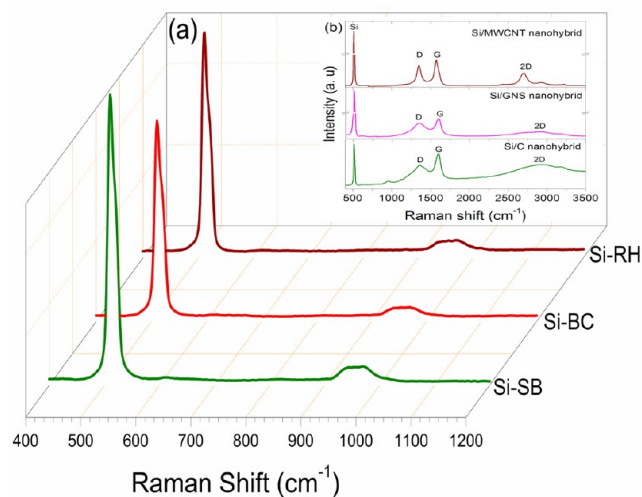 (a)
(b)
Si
Si/MWCNT nanohybrid
D
G
2D
Si/GNS nanohybrid
D
G
2D
Si/C nanohybrid
D
G
2D
Intensity (a. u)
500 1000 1500 2000 2500 3000 3500
Raman shift (cm-1)
Si-RH
Si-BC
Si-SB
400 500 600 700 800 900 1000 1100 1200
Raman Shift (cm-1)